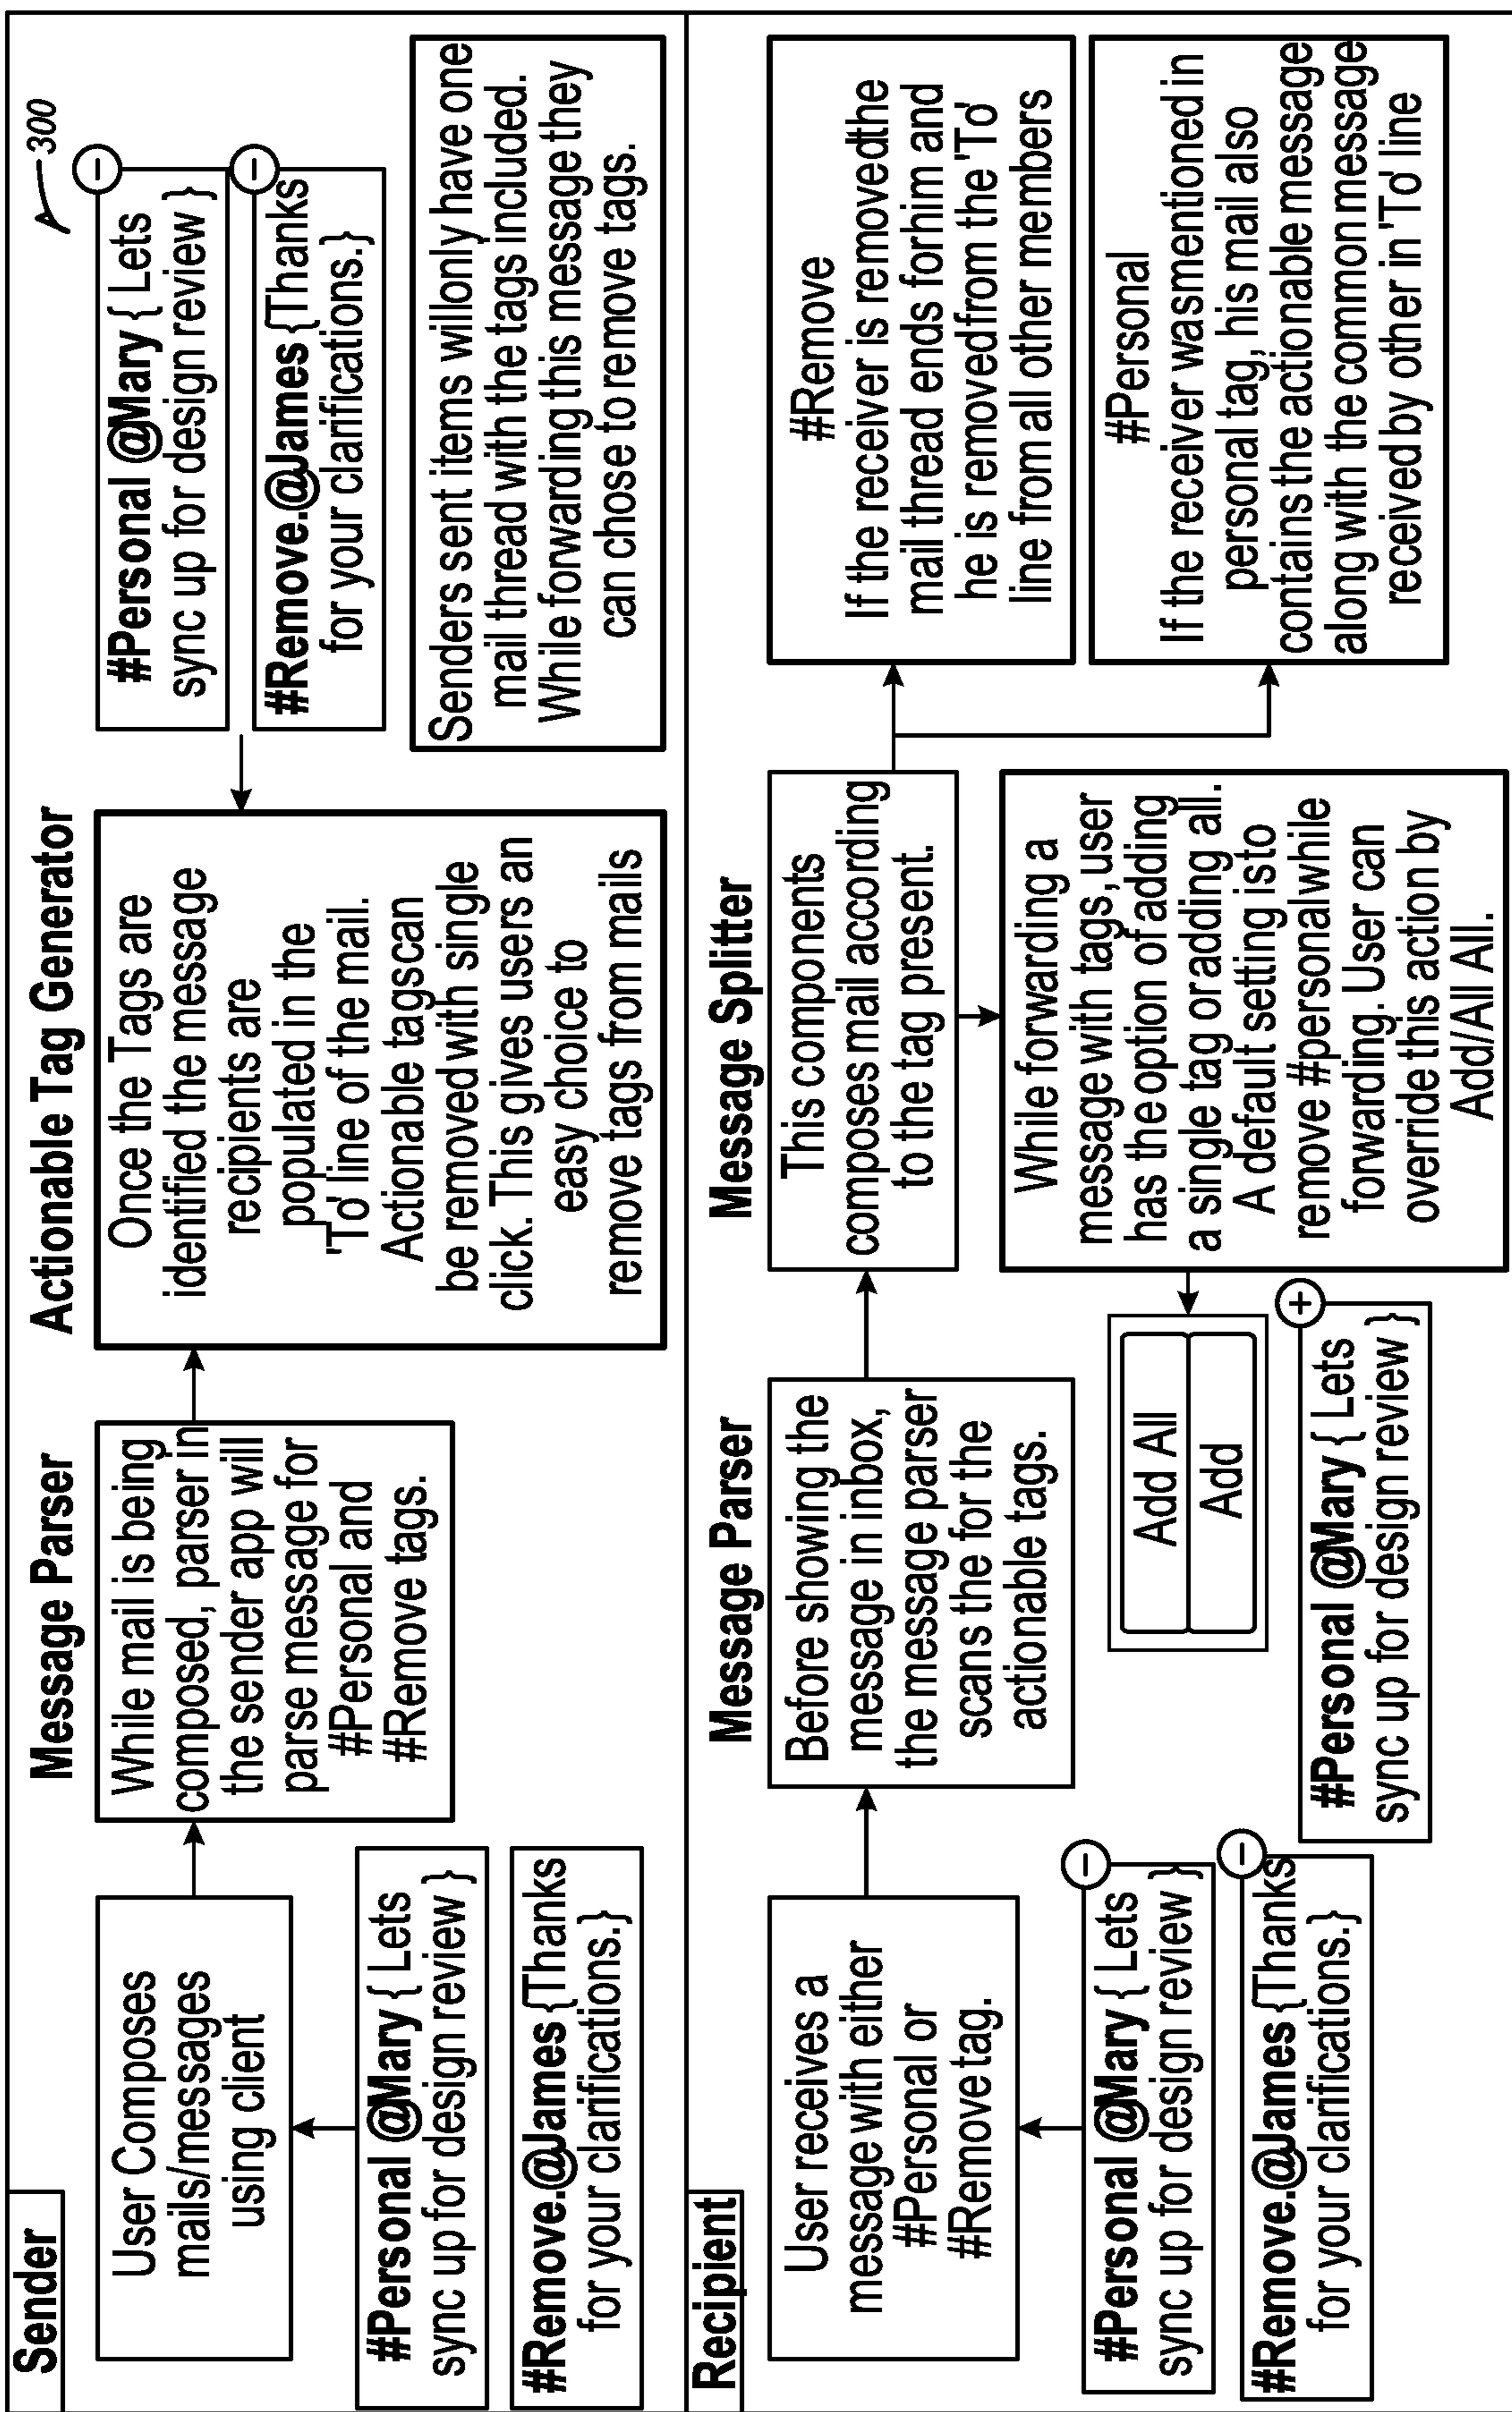 300
Sender
User Composes
mails/messages
using client
#Personal @Mary { Lets
sync up for design review }
#Remove.@James {Thanks
for your clarifications.}
Message Parser
While mail is being
composed, parser in
the sender app will
parse message for
#Personal and
#Remove tags.
Actionable Tag Generator
Once the Tags are
identified the message
recipients are
populated in the
'To' line of the mail.
Actionable tagscan
be removed with single
click. This gives users an
easy choice to
remove tags from mails
#Personal @Mary { Lets
sync up for design review }
−
#Remove.@James {Thanks
for your clarifications.}
−
Senders sent items willonly have one
mail thread with the tags included.
While forwarding this message they
can chose to remove tags.
Recipient
User receives a
message with either
#Personal or
#Remove tag.
#Personal @Mary { Lets
sync up for design review }
−
#Remove.@James {Thanks
for your clarifications.}
−
Message Parser
Before showing the
message in inbox,
the message parser
scans the for the
actionable tags.
Message Splitter
This components
composes mail according
to the tag present.
While forwarding a
message with tags, user
has the option of adding
a single tag or adding all.
A default setting is to
remove #personal while
forwarding. User can
override this action by
Add/All All.
Add All
Add
#Personal @Mary { Lets
sync up for design review }
+
#Remove
If the receiver is removedthe
mail thread ends forhim and
he is removedfrom the 'To'
line from all other members
#Personal
If the receiver wasmentioned in
personal tag, his mail also
contains the actionable message
along with the common message
received by other in 'To' line